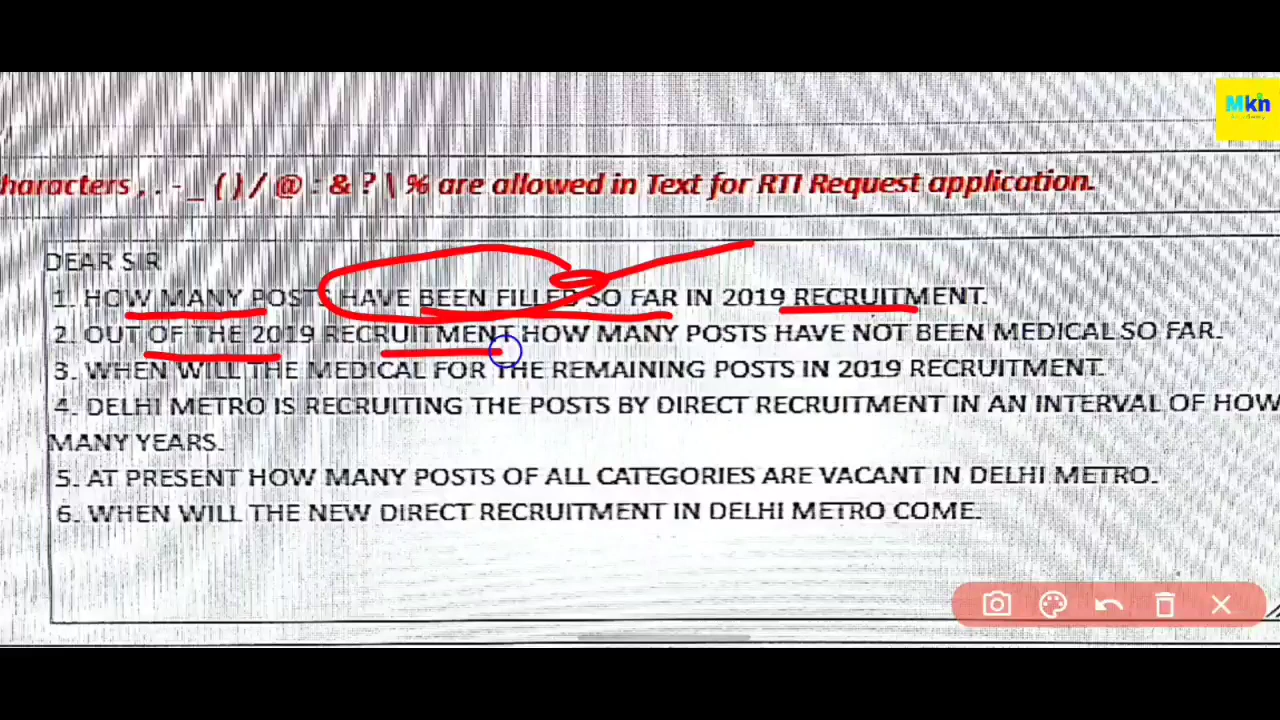 Mkn
haracters , . - _ ( ) / @ : & ? \ % are allowed in Text for RTI Request application.
DEAR SIR
1. HOW MANY POSTS HAVE BEEN FILLED SO FAR IN 2019 RECRUITMENT.
2. OUT OF THE 2019 RECRUITMENT HOW MANY POSTS HAVE NOT BEEN MEDICAL SO FAR.
3. WHEN WILL THE MEDICAL FOR THE REMAINING POSTS IN 2019 RECRUITMENT.
4. DELHI METRO IS RECRUITING THE POSTS BY DIRECT RECRUITMENT IN AN INTERVAL OF HOW
MANY YEARS.
5. AT PRESENT HOW MANY POSTS OF ALL CATEGORIES ARE VACANT IN DELHI METRO.
6. WHEN WILL THE NEW DIRECT RECRUITMENT IN DELHI METRO COME.